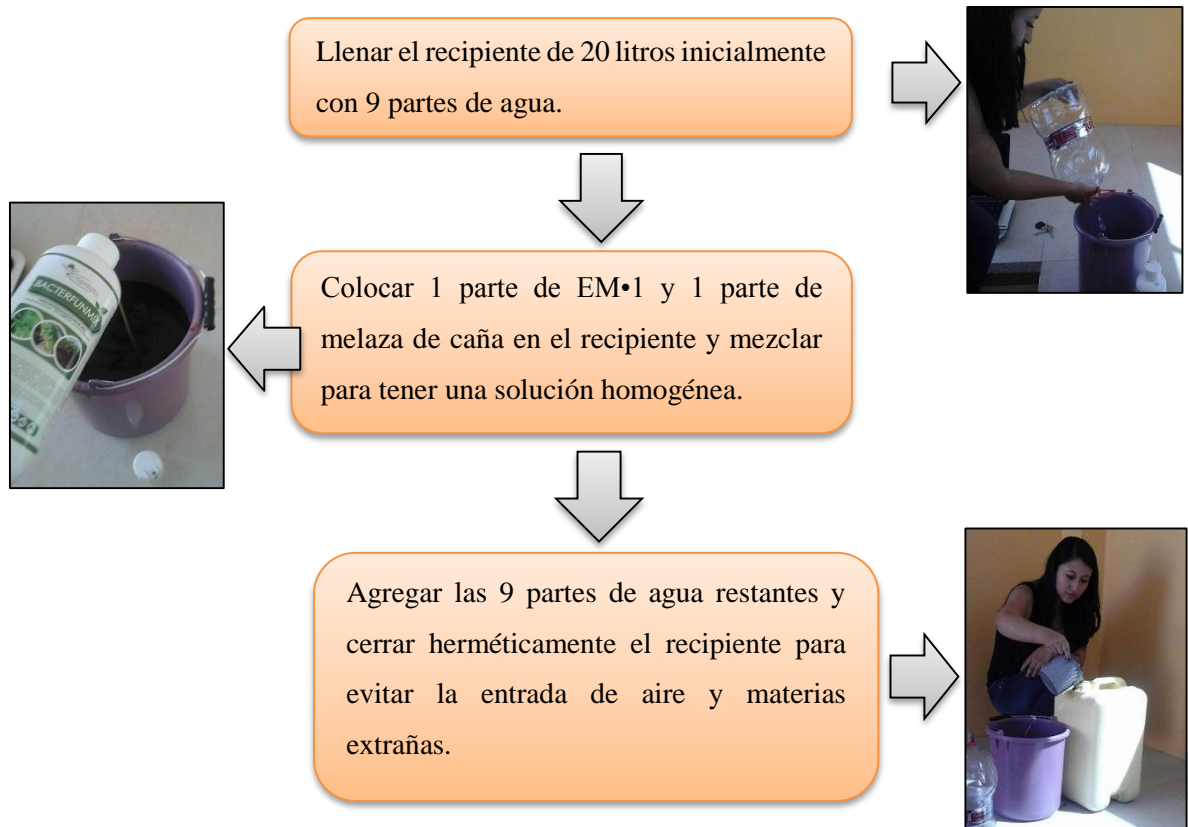 Llenar el recipiente de 20 litros inicialmente
con 9 partes de agua.
Colocar 1 parte de EM•1 y 1 parte de
melaza de caña en el recipiente y mezclar
para tener una solución homogénea.
BACTERFUNMIX
Agregar las 9 partes de agua restantes y
cerrar herméticamente el recipiente para
evitar la entrada de aire y materias
extrañas.